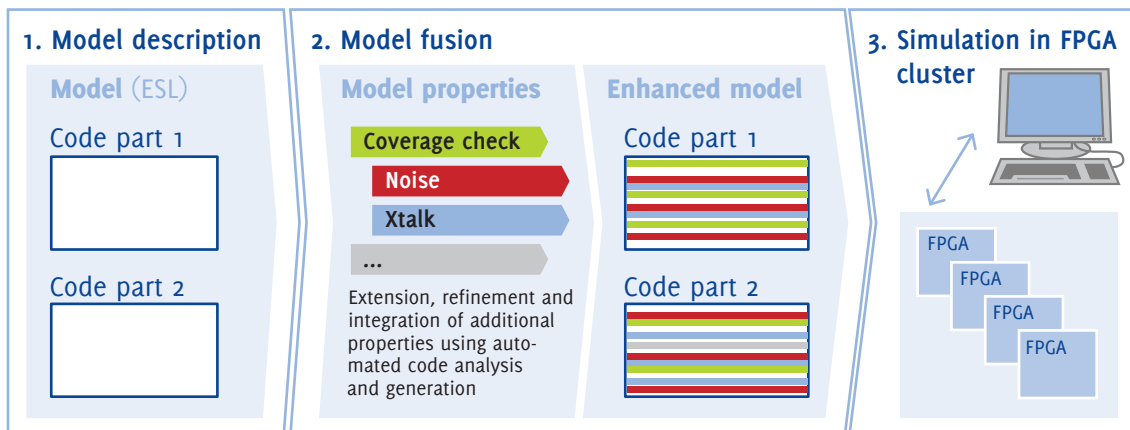 1. Model description
Model (ESL)
Code part 1
Code part 2
2. Model fusion
Model properties
Coverage check
Noise
Xtalk
...
Extension, refinement and
integration of additional
properties using auto-
mated code analysis
and generation
Enhanced model
Code part 1
Code part 2
3. Simulation in FPGA
cluster
FPGA
FPGA
FPGA
FPGA